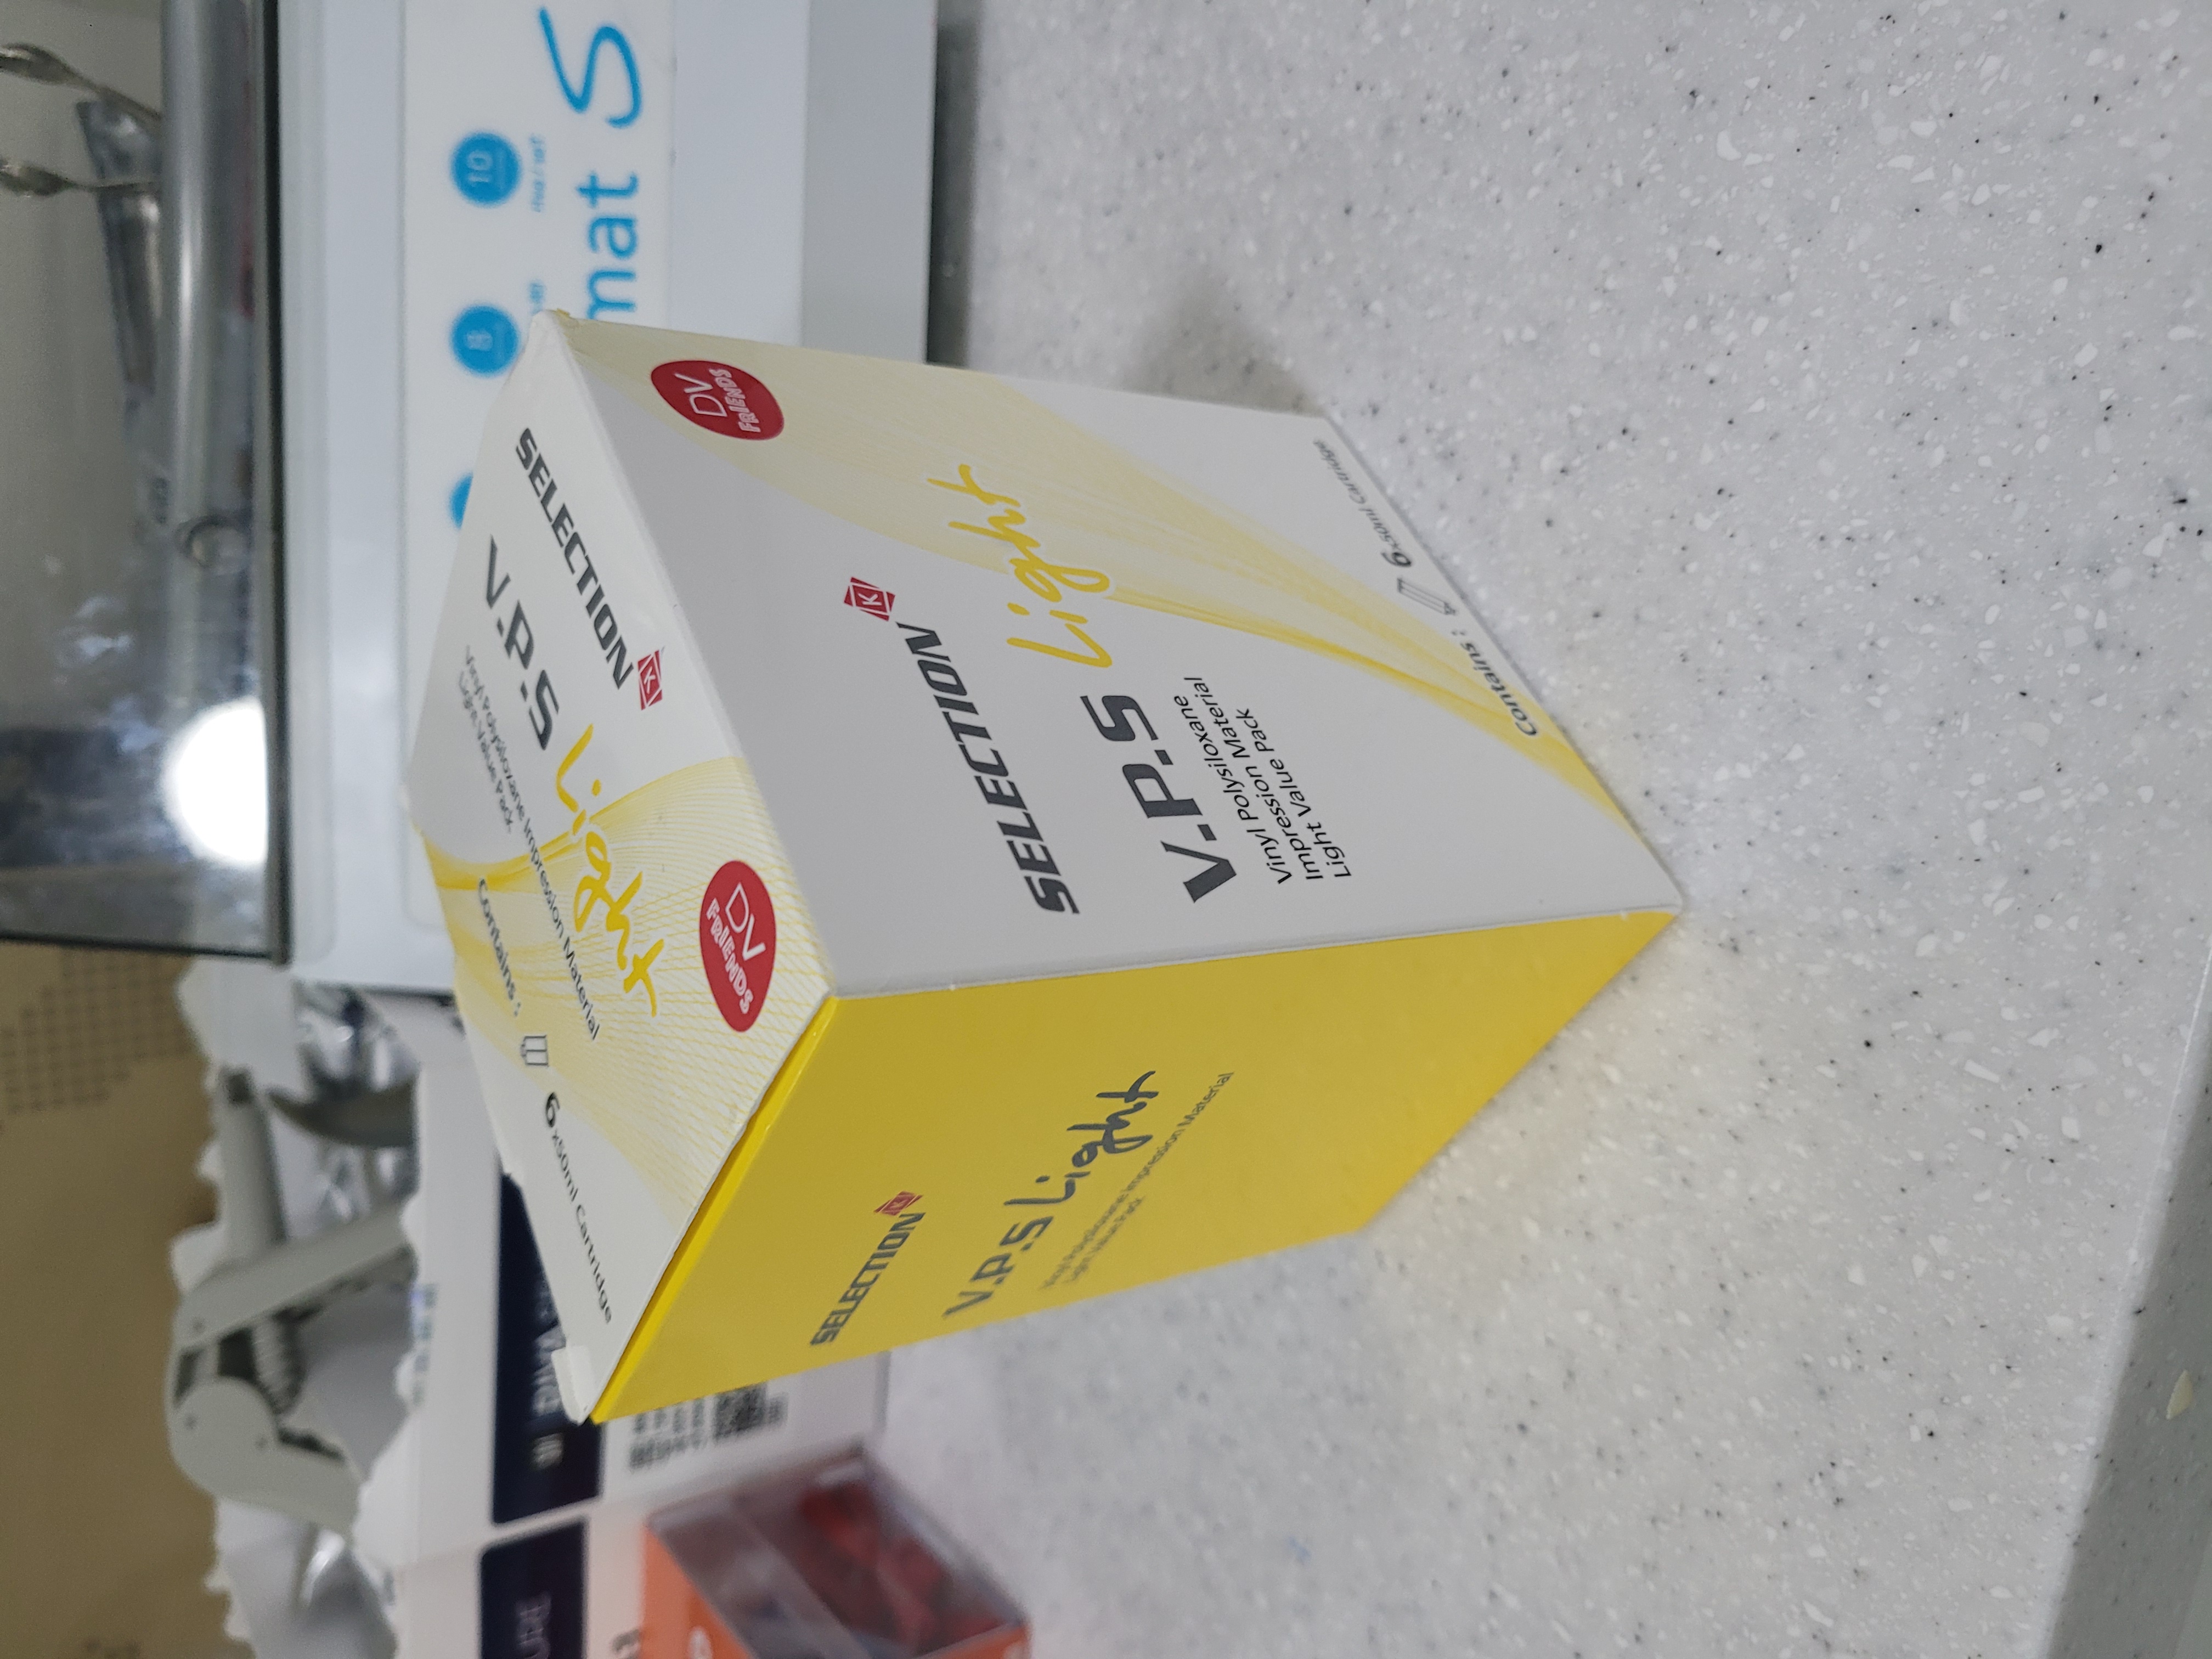 SELECTION K
V.P.S Light
Vinyl Polysiloxane Impression Material
Light Value Pack
Contains :
6x50ml Cartridge
DV
FRIENDS
DV
FRIENDS
SELECTION K
V.P.S Light
Vinyl Polysiloxane
Impression Material
Light Value Pack
Contains :
6x50ml Cartridge
SELECTION K
V.P.S Light
Vinyl Polysiloxane Impression Material
Light Value Pack
8
10
mat S
URE